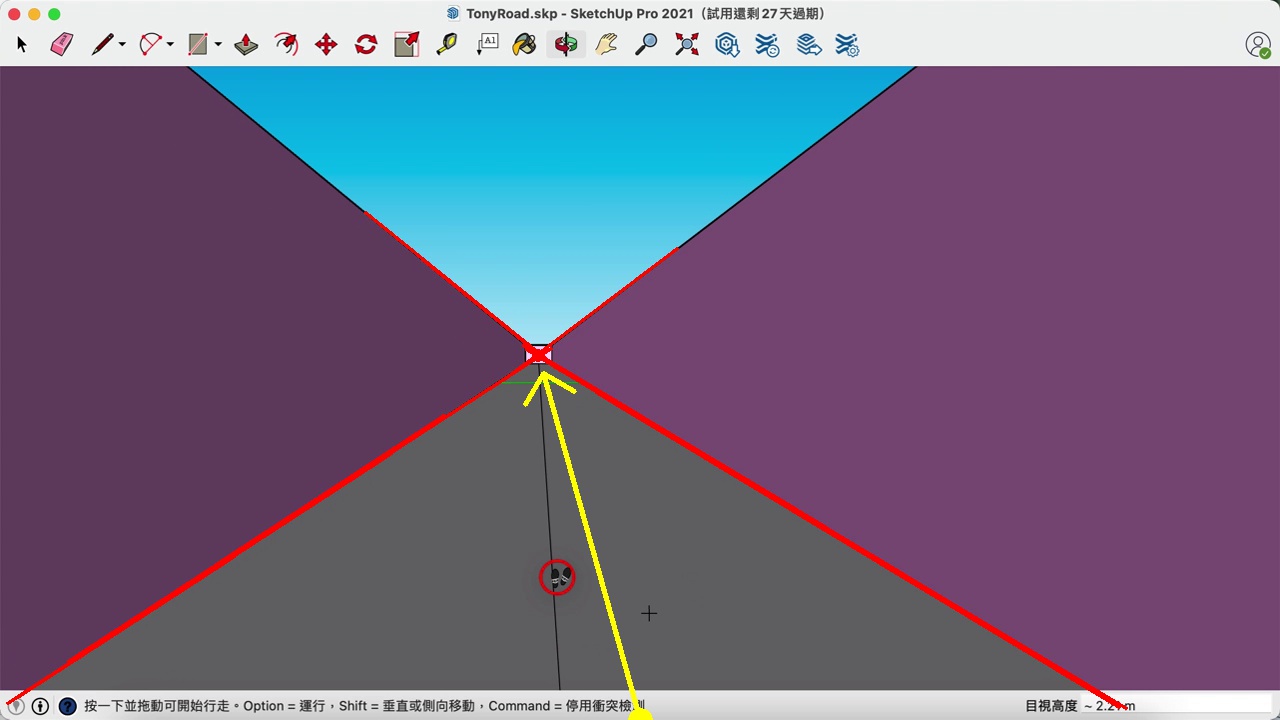 TonyRoad.skp - SketchUp Pro 2021（試用還剩 27 天過期）
A1
按一下並拖動可開始行走。Option = 運行，Shift = 垂直或側向移動，Command = 停用衝突檢測
目視高度 ~ 2.21m